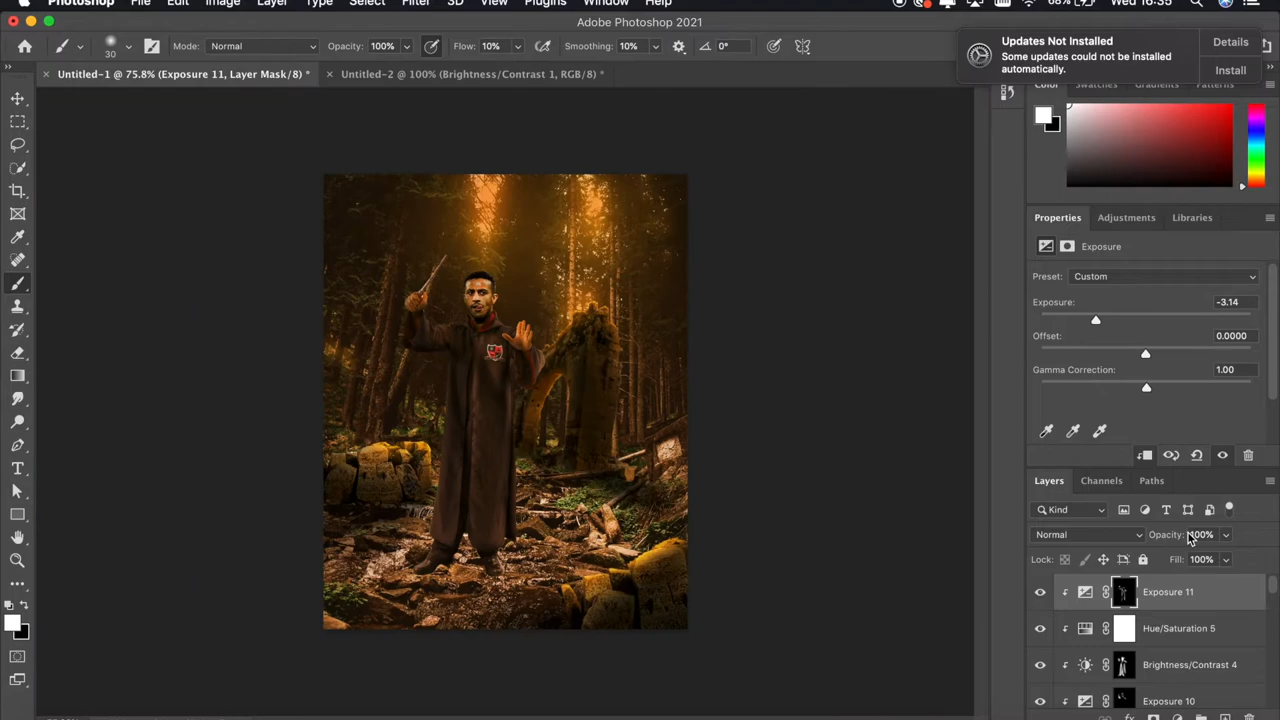 Photoshop File Edit Image Layer Type Select Filter 3D View Plugins Window Help 68% Wed 16:35
Adobe Photoshop 2021
30 Mode: Normal Opacity: 100% Flow: 10% Smoothing: 10% 0°
Updates Not Installed
Some updates could not be installed
automatically.
Details
Install
Untitled-1 @ 75.8% (Exposure 11, Layer Mask/8) *
Untitled-2 @ 100% (Brightness/Contrast 1, RGB/8) *
Color Swatches Gradients Patterns
Properties Adjustments Libraries
Exposure
Preset: Custom
Exposure: -3.14
Offset: 0.0000
Gamma Correction: 1.00
Layers Channels Paths
Kind
Normal Opacity: 100%
Lock: Fill: 100%
Exposure 11
Hue/Saturation 5
Brightness/Contrast 4
Exposure 10